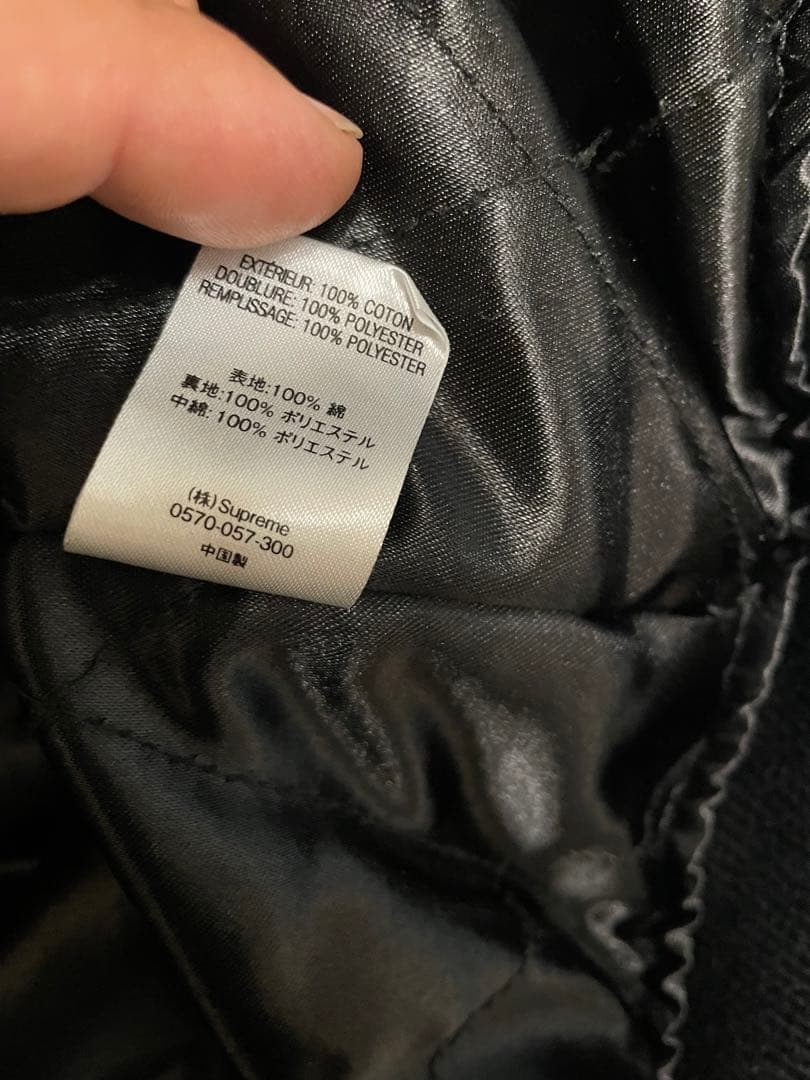 EXTÉRIEUR: 100% COTON
DOUBLURE: 100% POLYESTER
REMPLISSAGE: 100% POLYESTER
表地:100% 綿
裏地:100% ポリエステル
中綿: 100% ポリエステル
(株) Supreme
0570-057-300
中国製